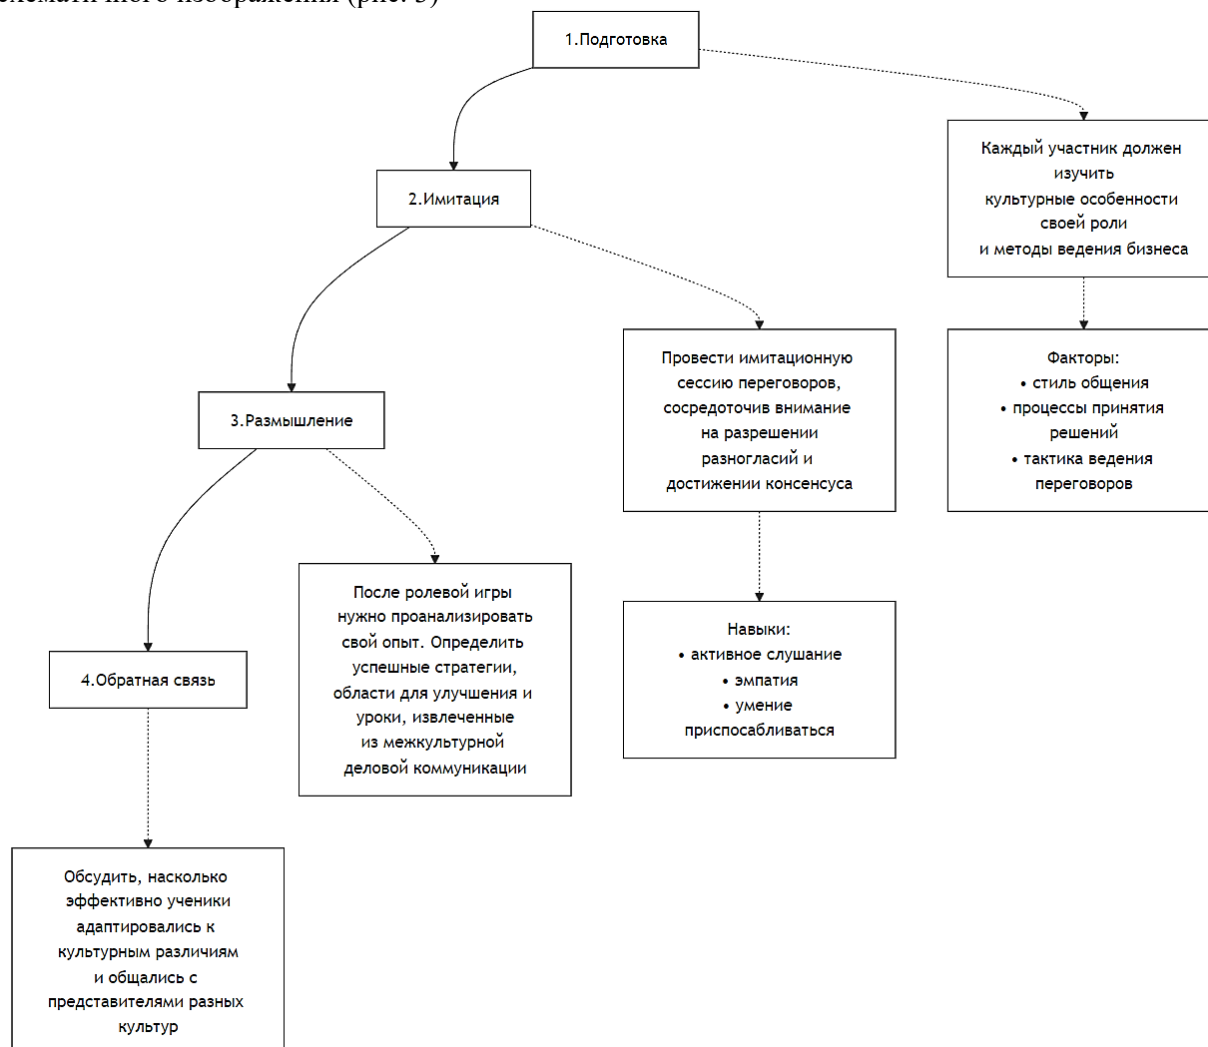 изображения (рис. 3)
1.Подготовка
Каждый участник должен
изучить
культурные особенности
своей роли
и методы ведения бизнеса
2.Имитация
Провести имитационную
сессию переговоров,
сосредоточив внимание
на разрешении
разногласий и
достижении консенсуса
Факторы:
• стиль общения
• процессы принятия
решений
• тактика ведения
переговоров
3.Размышление
После ролевой игры
нужно проанализировать
свой опыт. Определить
успешные стратегии,
области для улучшения и
уроки, извлеченные
из межкультурной
деловой коммуникации
Навыки:
• активное слушание
• эмпатия
• умение
приспосабливаться
4.Обратная связь
Обсудить, насколько
эффективно ученики
адаптировались к
культурным различиям
и общались с
представителями разных
культур